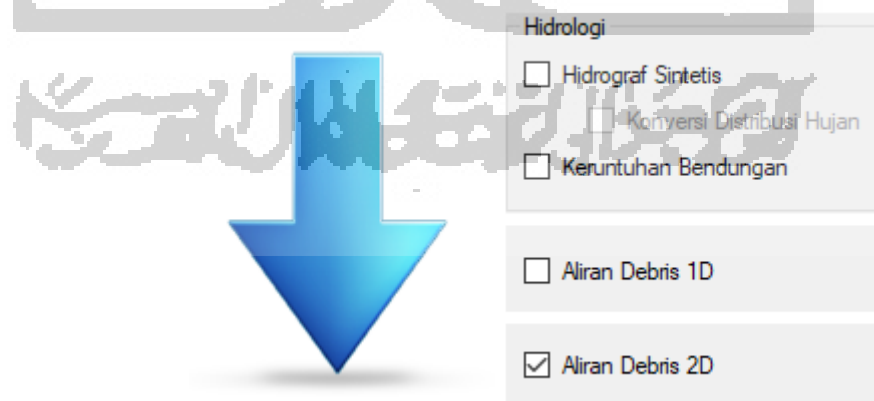 Hidrologi
Hidrograf Sintetis
Konversi Distribusi Hujan
Keruntuhan Bendungan
Aliran Debris 1D
Aliran Debris 2D